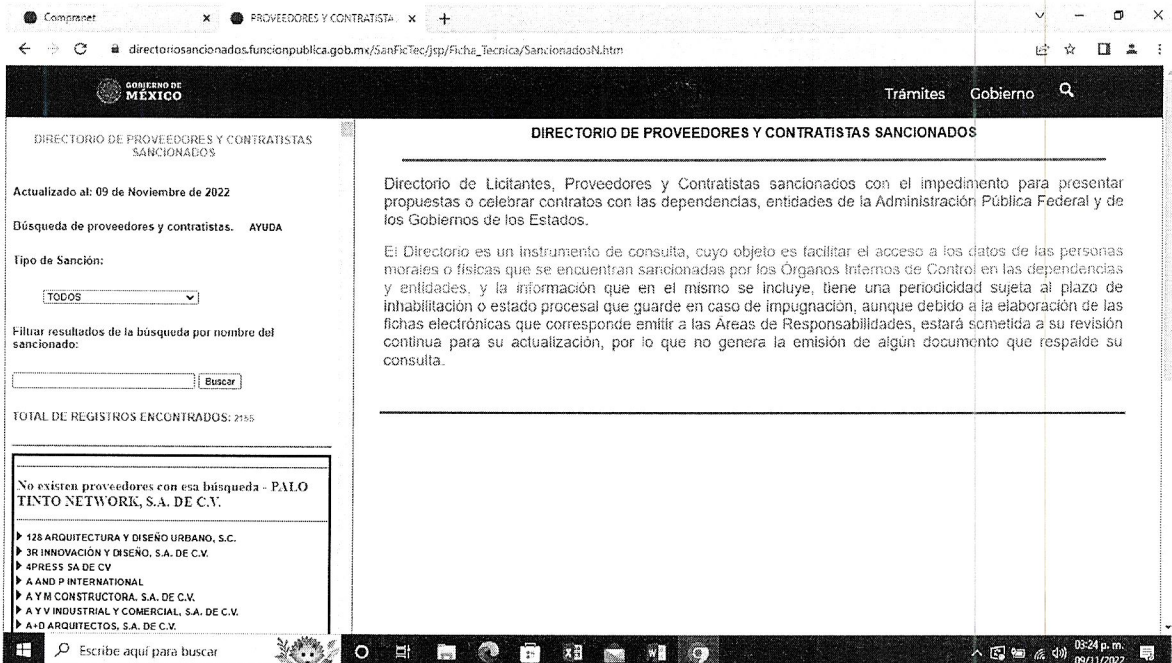 Compranet
PROVEEDORES Y CONTRATISTA
directoriosancionados.funcionpublica.gob.mx/SanFicTec/jsp/Ficha_Tecnica/SancionadosN.htm
GOBIERNO DE
MÉXICO
Trámites Gobierno
DIRECTORIO DE PROVEEDORES Y CONTRATISTAS
SANCIONADOS
Actualizado al: 09 de Noviembre de 2022
Búsqueda de proveedores y contratistas. AYUDA
Tipo de Sanción:
TODOS
Filtrar resultados de la búsqueda por nombre del
sancionado:
Buscar
TOTAL DE REGISTROS ENCONTRADOS: 2155
No existen proveedores con esa búsqueda - PALO
TINTO NETWORK, S.A. DE C.V.
128 ARQUITECTURA Y DISEÑO URBANO, S.C.
3R INNOVACIÓN Y DISEÑO, S.A. DE C.V.
4PRESS SA DE CV
A AND P INTERNATIONAL
A Y M CONSTRUCTORA, S.A. DE C.V.
A Y V INDUSTRIAL Y COMERCIAL, S.A. DE C.V.
A+D ARQUITECTOS, S.A. DE C.V.
DIRECTORIO DE PROVEEDORES Y CONTRATISTAS SANCIONADOS
Directorio de Licitantes, Proveedores y Contratistas sancionados con el impedimento para presentar
propuestas o celebrar contratos con las dependencias, entidades de la Administración Pública Federal y de
los Gobiernos de los Estados.
El Directorio es un instrumento de consulta, cuyo objeto es facilitar el acceso a los datos de las personas
morales o físicas que se encuentran sancionadas por los Órganos Internos de Control en las dependencias
y entidades, y la información que en el mismo se incluye, tiene una periodicidad sujeta al plazo de
inhabilitación o estado procesal que guarde en caso de impugnación, aunque debido a la elaboración de las
fichas electrónicas que corresponde emitir a las Áreas de Responsabilidades, estará sometida a su revisión
continua para su actualización, por lo que no genera la emisión de algún documento que respalde su
consulta.
Escribe aquí para buscar
03:24 p. m.
09/11/2022